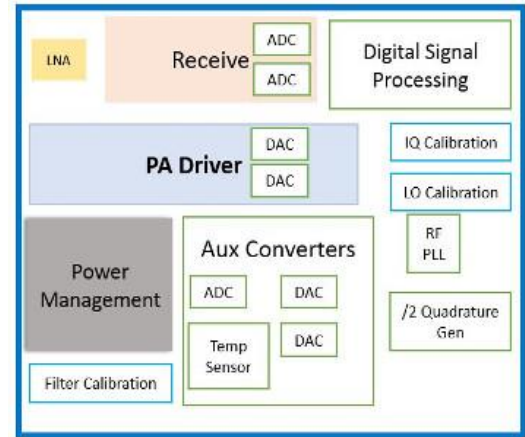 LNA
Receive
ADC
ADC
Digital Signal
Processing
PA Driver
DAC
DAC
IQ Calibration
LO Calibration
RF
PLL
/2 Quadrature
Gen
Power
Management
Aux Converters
ADC
DAC
Temp
Sensor
DAC
Filter Calibration